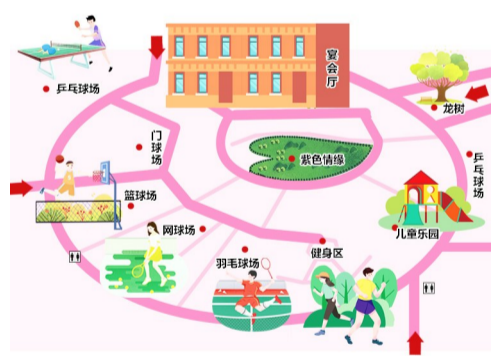 宴会厅
乒乓球场
龙树
门球场
紫色情缘
乒乓球场
篮球场
儿童乐园
网球场
羽毛球场
健身区